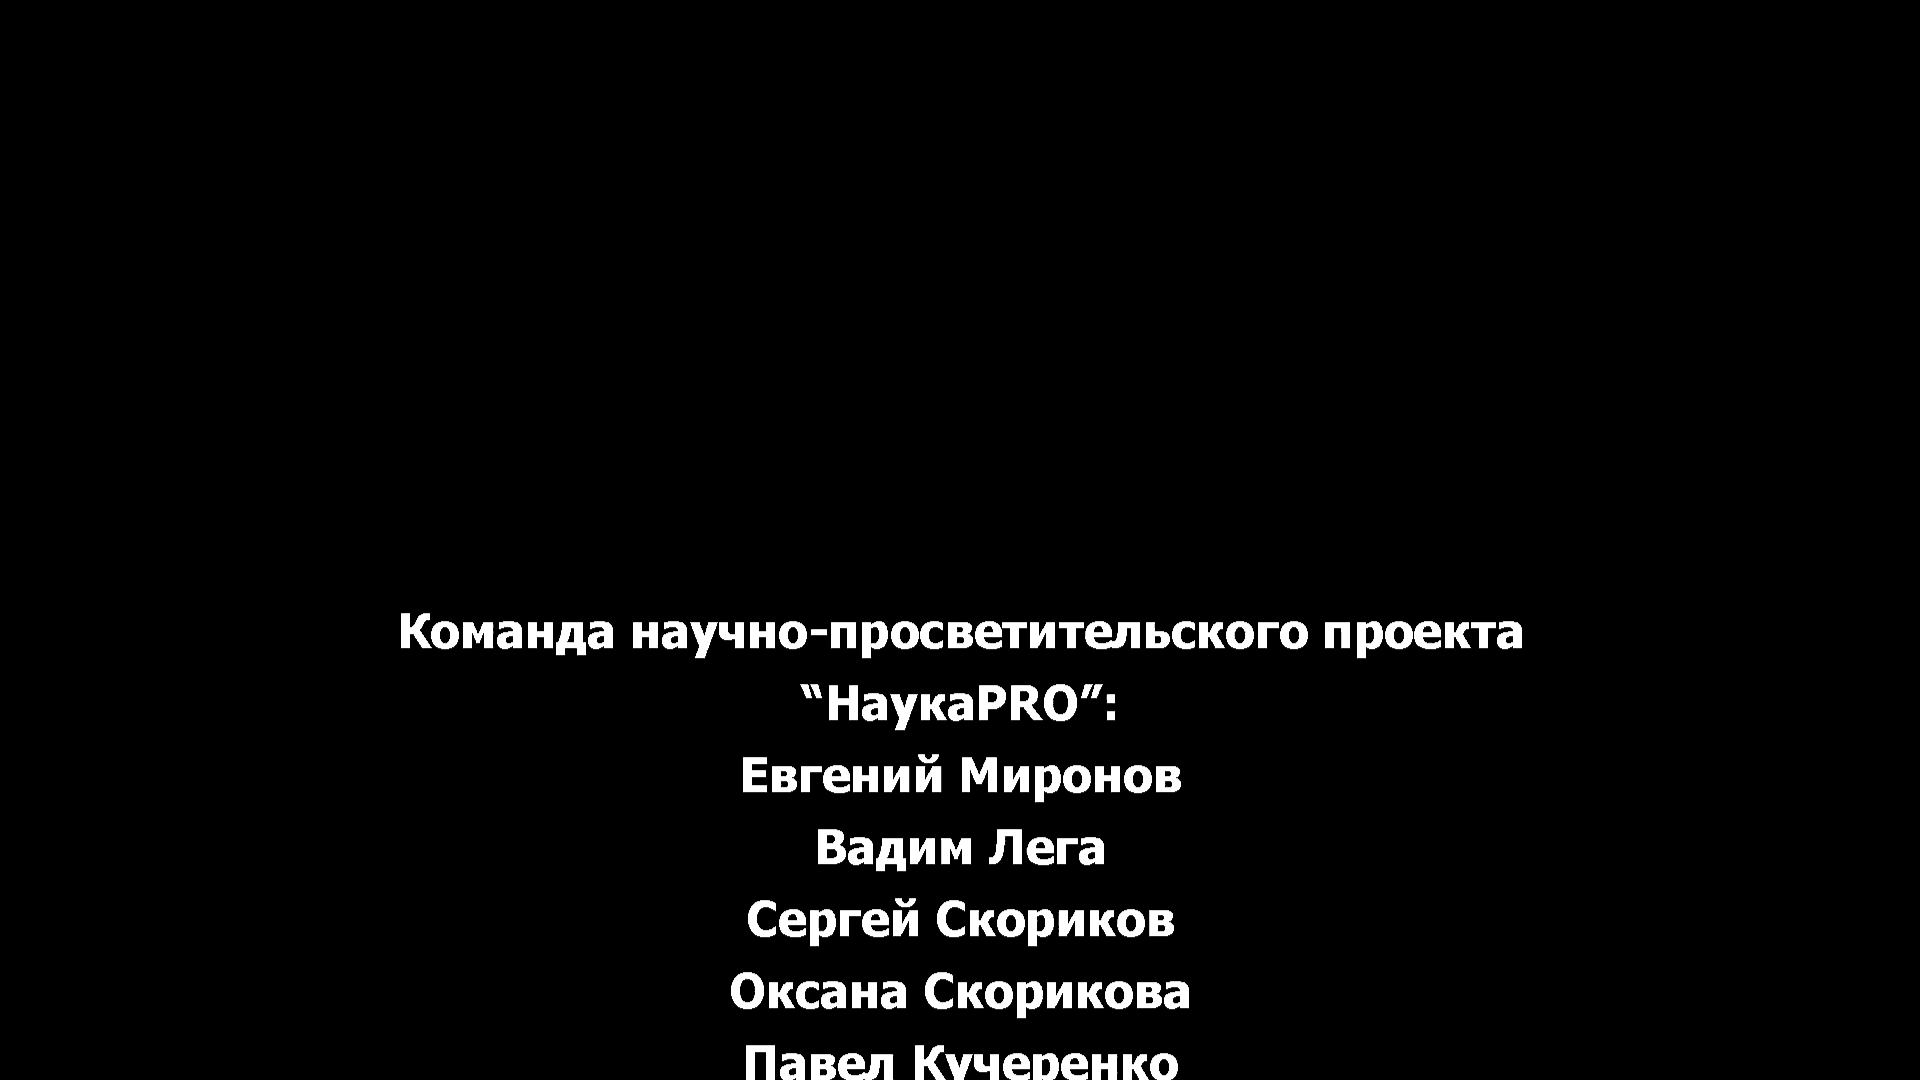 Команда научно-просветительского проекта
“НаукаPRO”:
Евгений Миронов
Вадим Лега
Сергей Скориков
Оксана Скорикова
Павел Кучеренко